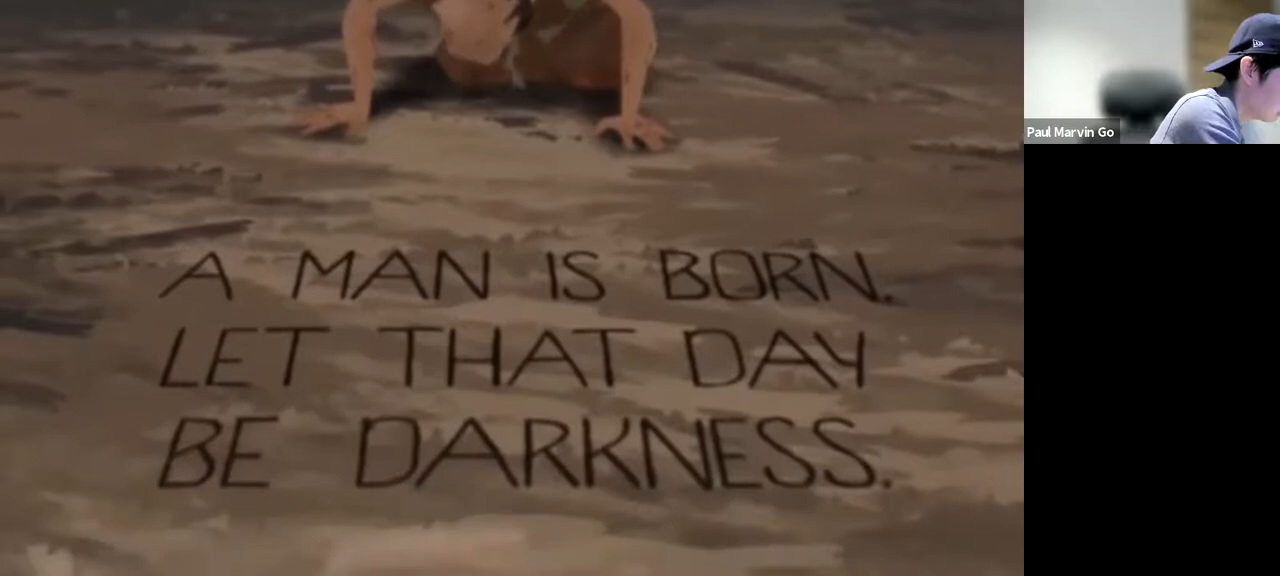 A MAN IS BORN.
LET THAT DAY
BE DARKNESS.
Paul Marvin Go